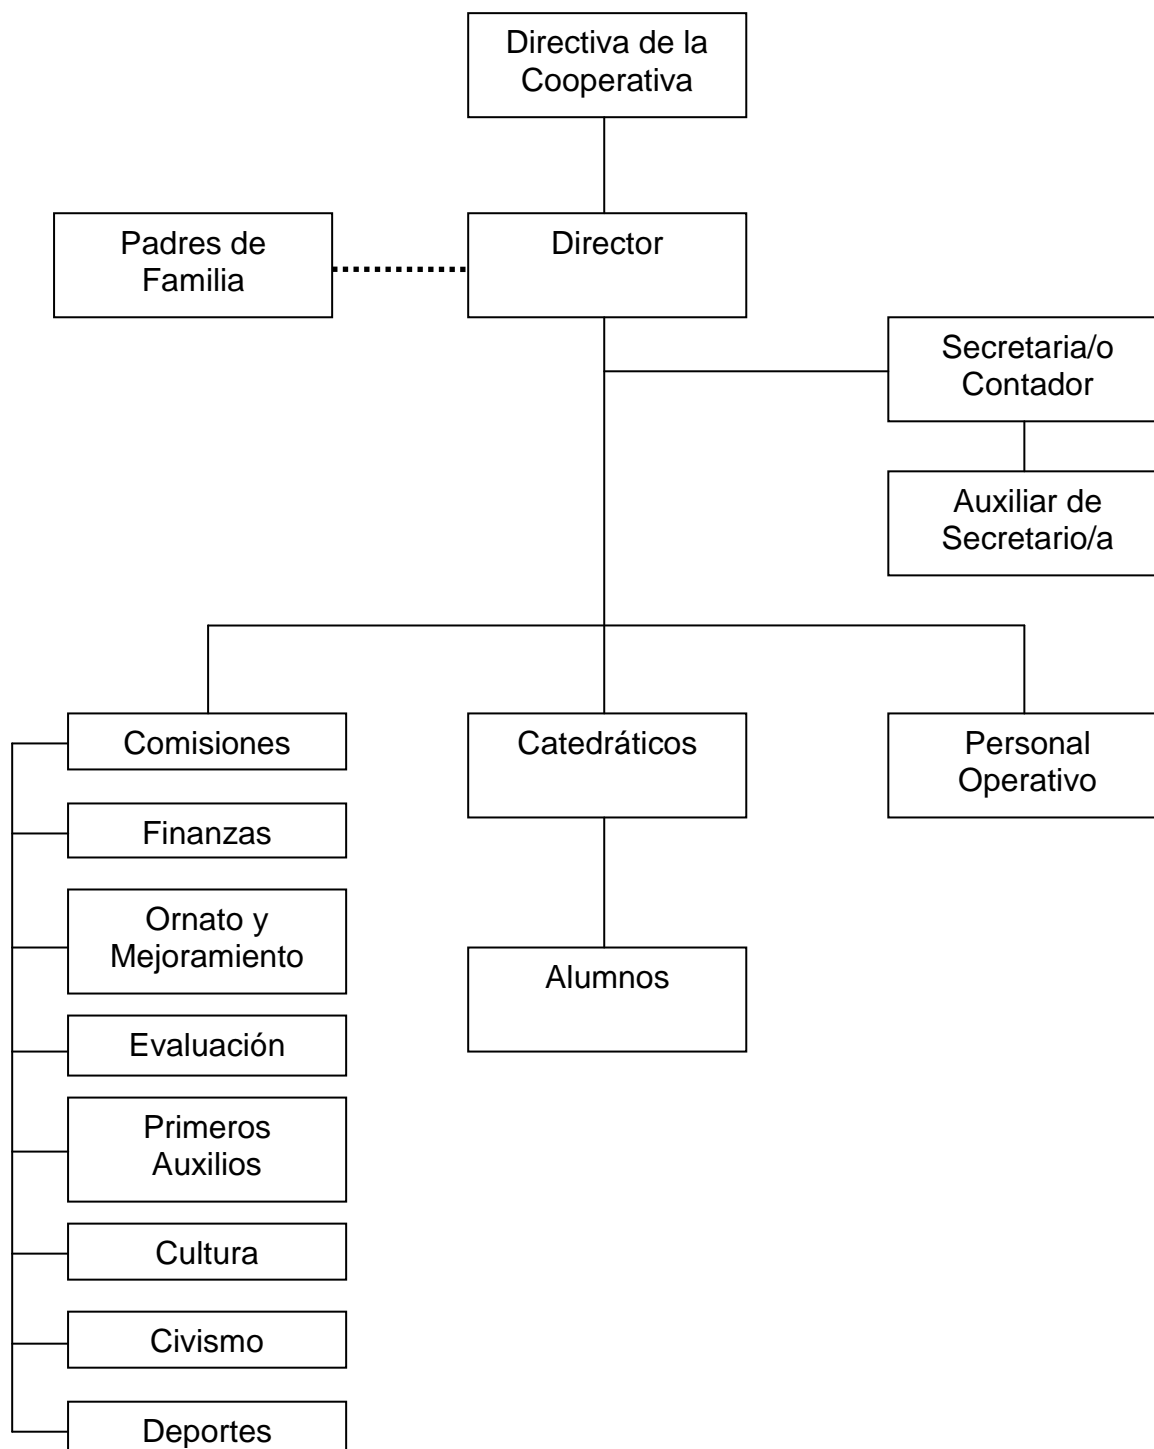 Directiva de la
Cooperativa
Padres de
Familia
Director
Secretaria/o
Contador
Auxiliar de
Secretario/a
Comisiones
Catedráticos
Personal
Operativo
Finanzas
Ornato y
Mejoramiento
Alumnos
Evaluación
Primeros
Auxilios
Cultura
Civismo
Deportes